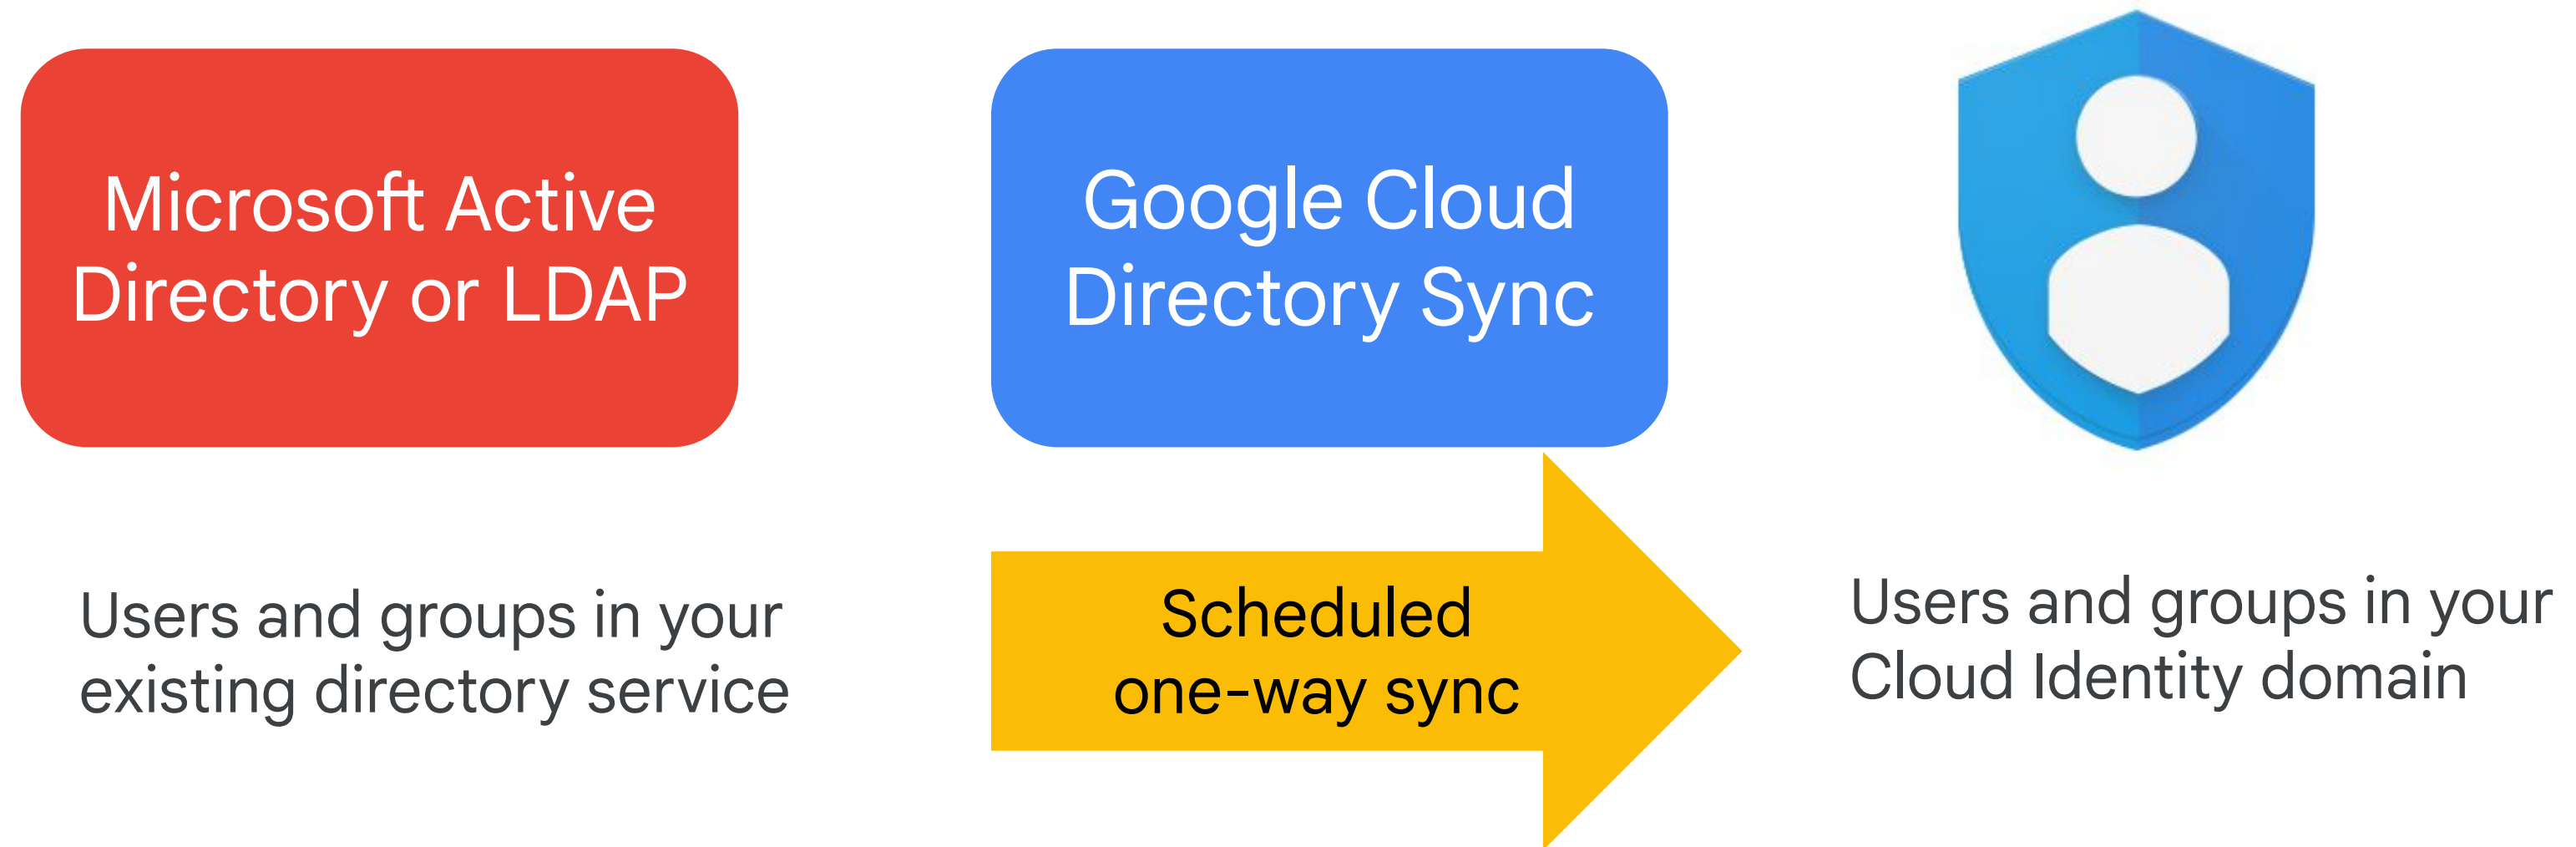 Microsoft Active
Directory or LDAP
Google Cloud
Directory Sync
Users and groups in your
existing directory service
Scheduled
one-way sync
Users and groups in your
Cloud Identity domain